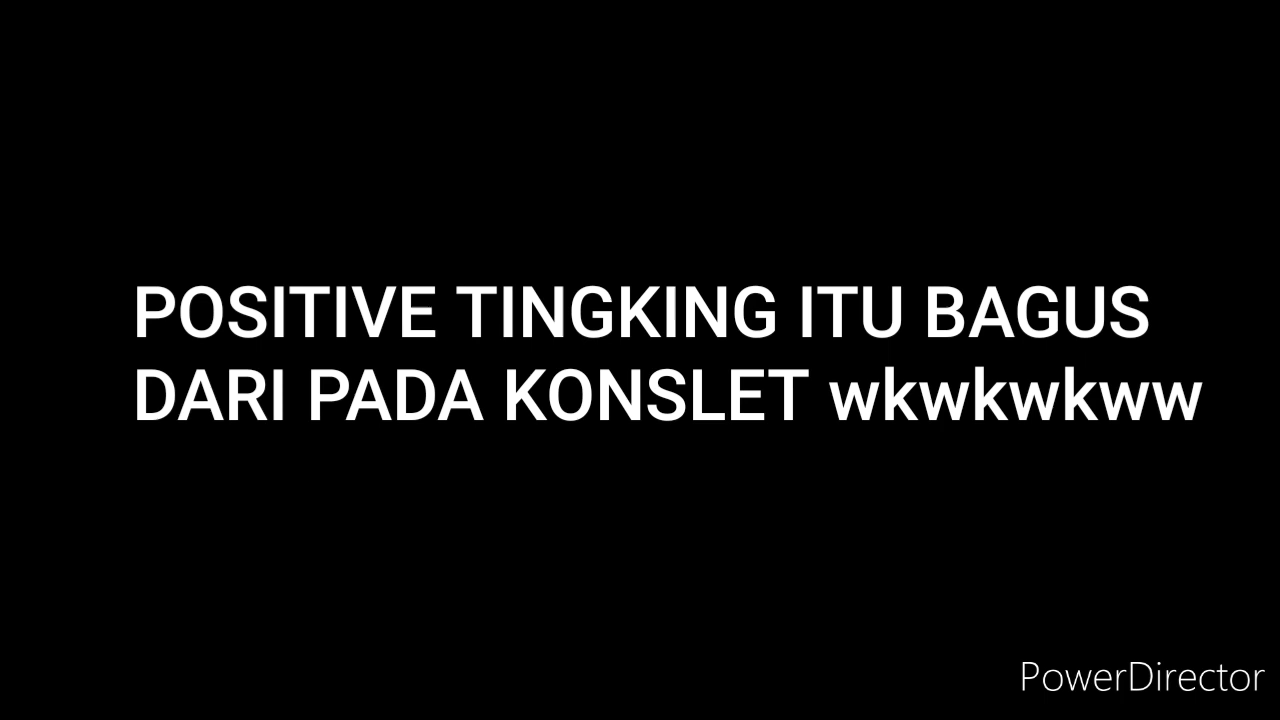 POSITIVE TINGKING ITU BAGUS
DARI PADA KONSLET wkwkwkww
PowerDirector